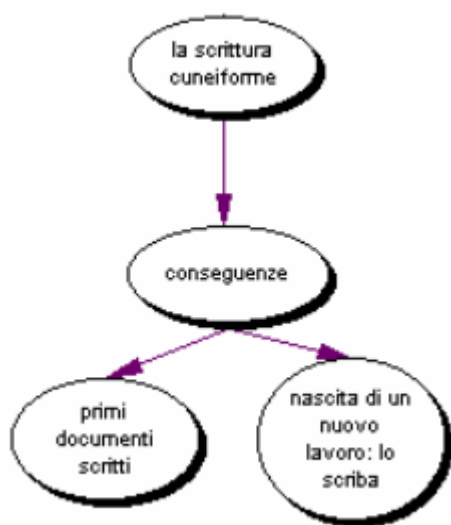 la scrittura
cuneiforme
conseguenze
primi
documenti
scritti
nascita di un
nuovo
lavoro: lo
scriba